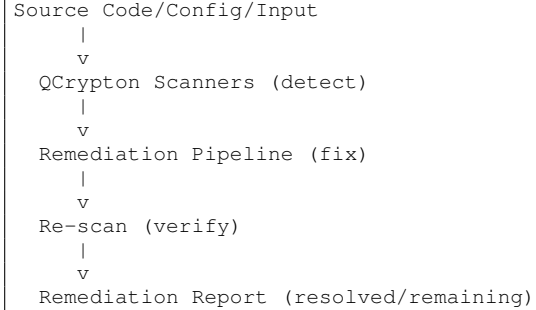 Source Code/Config/Input
|
v
QCrypton Scanners (detect)
|
v
Remediation Pipeline (fix)
|
v
Re-scan (verify)
|
v
Remediation Report (resolved/remaining)